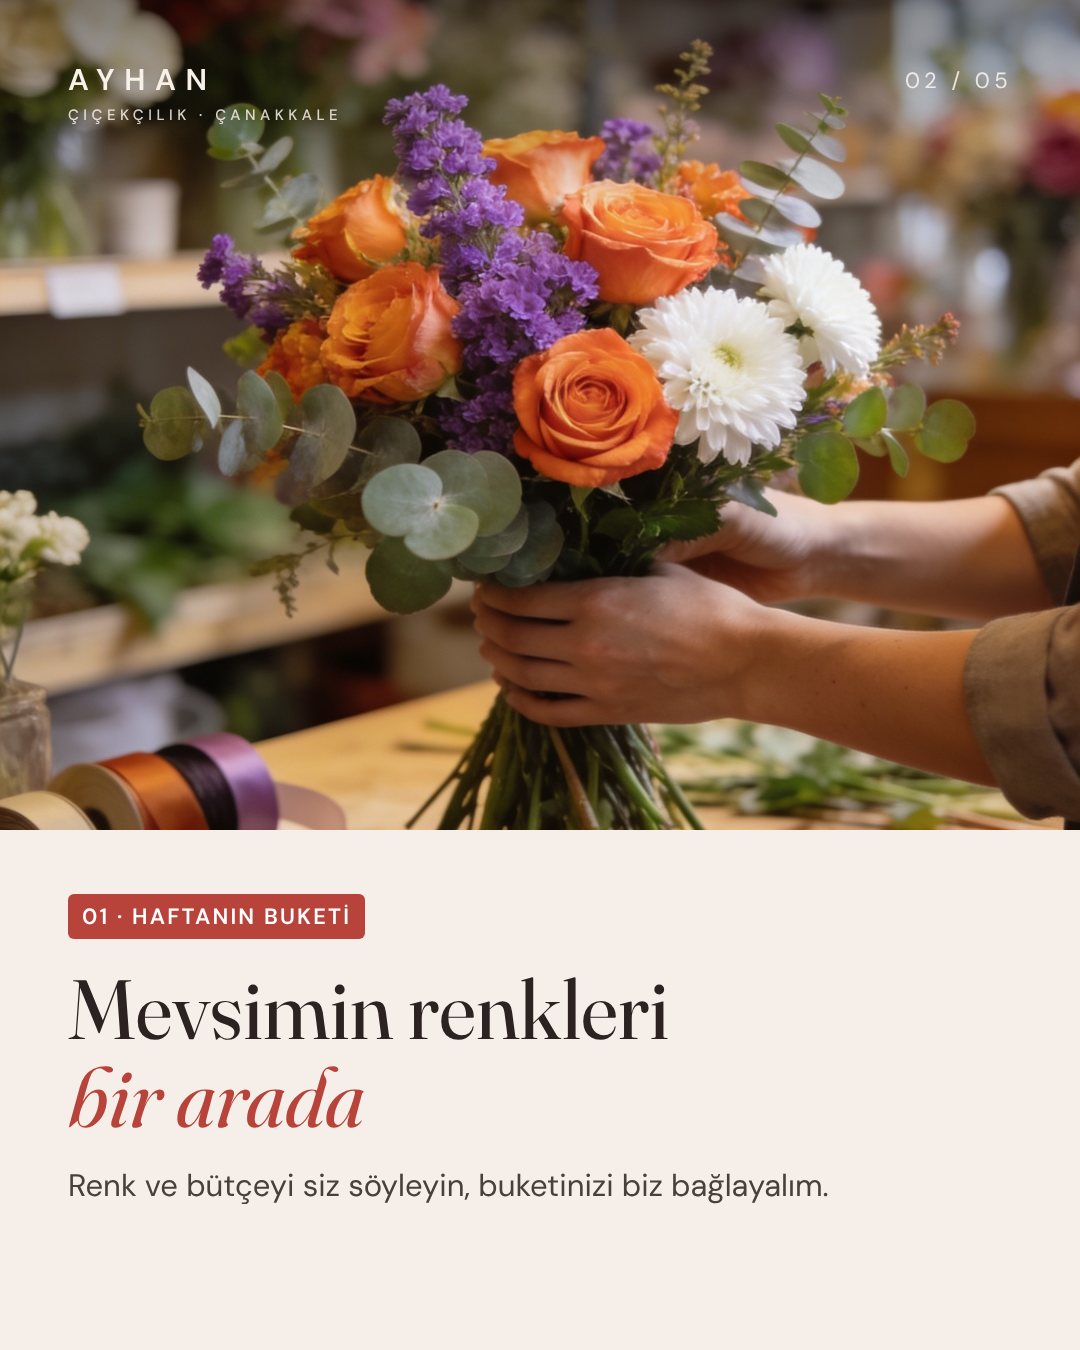 AYHAN
ÇIÇEKÇILIK · ÇANAKKALE
02 / 05
01 · HAFTANIN BUKETİ
Mevsimin renkleri
bir arada
Renk ve bütçeyi siz söyleyin, buketinizi biz bağlayalım.